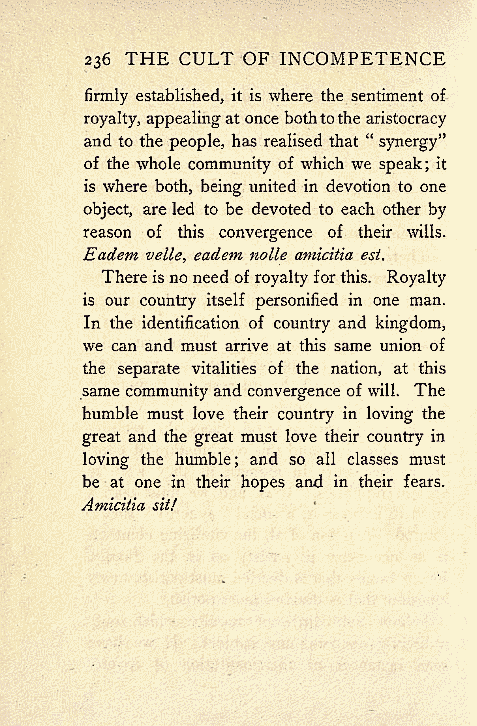 236 THE CULT OF INCOMPETENCE
firmly established, it is where the sentiment of
royalty, appealing at once both to the aristocracy
and to the people, has realised that “ synergy”
of the whole community of which we speak; it
is where both, being united in devotion to one
object, are led to be devoted to each other by
reason of this convergence of their wills.
Eadem velle, eadem nolle amicitia est.
There is no need of royalty for this. Royalty
is our country itself personified in one man.
In the identification of country and kingdom,
we can and must arrive at this same union of
the separate vitalities of the nation, at this
same community and convergence of will. The
humble must love their country in loving the
great and the great must love their country in
loving the humble; and so all classes must
be at one in their hopes and in their fears.
Amicitia sit!